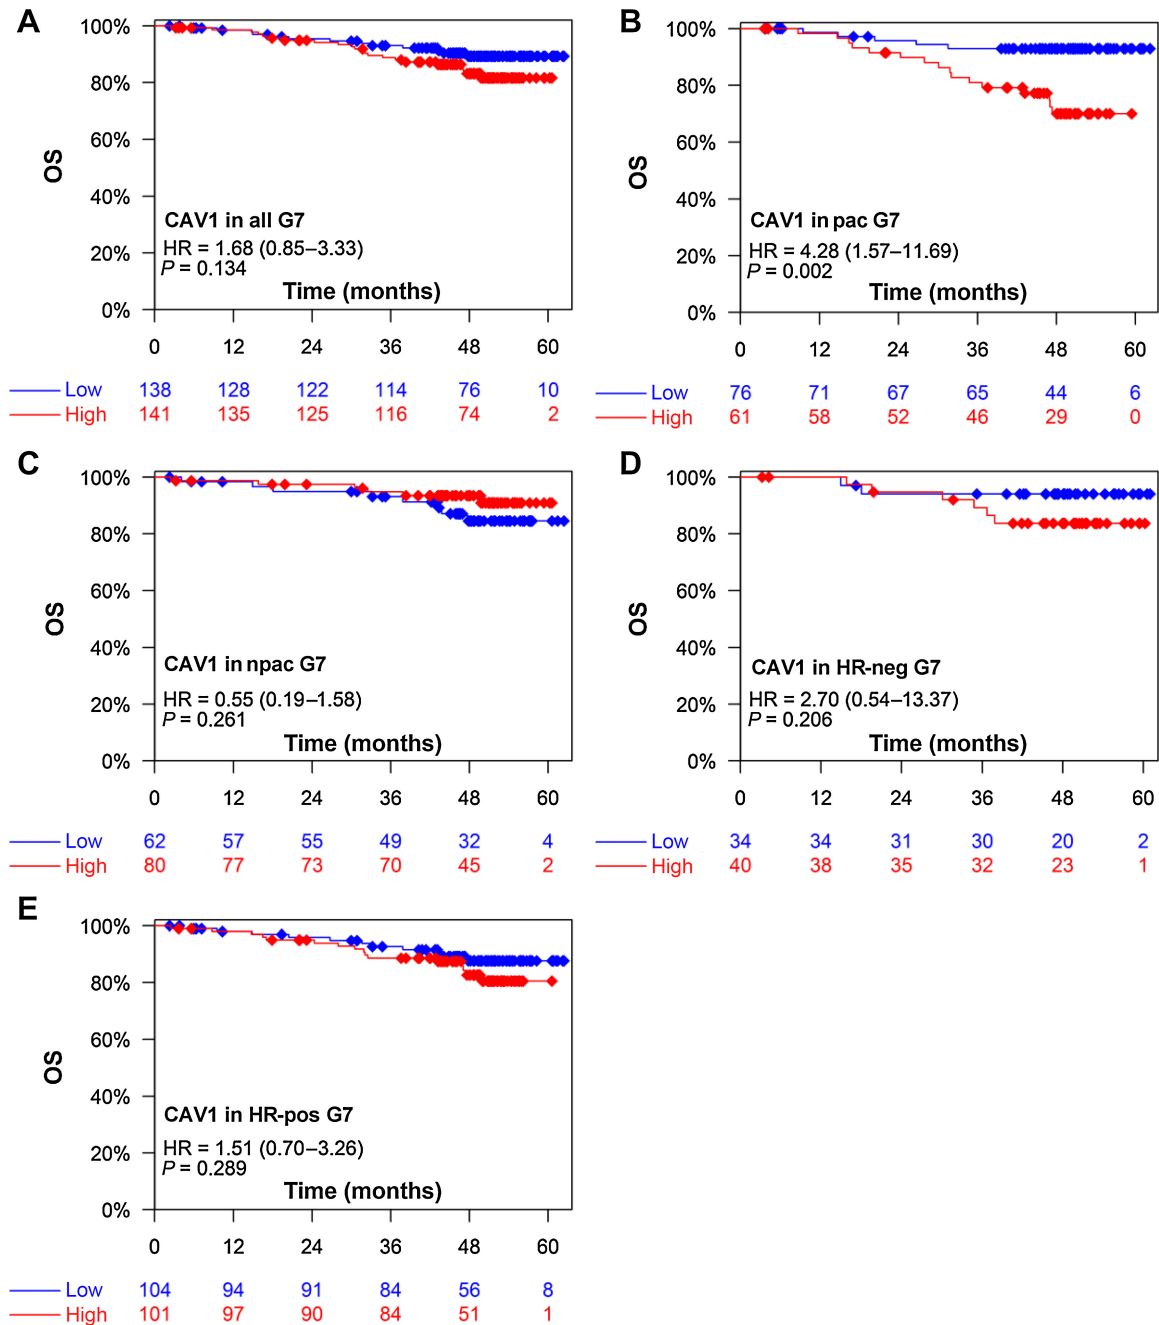 A
100%
80%
60%
40%
20%
0%
OS
CAV1 in all G7
HR = 1.68 (0.85–3.33)
P = 0.134
Time (months)
0 12 24 36 48 60
Low 138 128 122 114 76 10
High 141 135 125 116 74 2
B
100%
80%
60%
40%
20%
0%
OS
CAV1 in pac G7
HR = 4.28 (1.57–11.69)
P = 0.002
Time (months)
0 12 24 36 48 60
Low 76 71 67 65 44 6
High 61 58 52 46 29 0
C
100%
80%
60%
40%
20%
0%
OS
CAV1 in npac G7
HR = 0.55 (0.19–1.58)
P = 0.261
Time (months)
0 12 24 36 48 60
Low 62 57 55 49 32 4
High 80 77 73 70 45 2
D
100%
80%
60%
40%
20%
0%
OS
CAV1 in HR-neg G7
HR = 2.70 (0.54–13.37)
P = 0.206
Time (months)
0 12 24 36 48 60
Low 34 34 31 30 20 2
High 40 38 35 32 23 1
E
100%
80%
60%
40%
20%
0%
OS
CAV1 in HR-pos G7
HR = 1.51 (0.70–3.26)
P = 0.289
Time (months)
0 12 24 36 48 60
Low 104 94 91 84 56 8
High 101 97 90 84 51 1